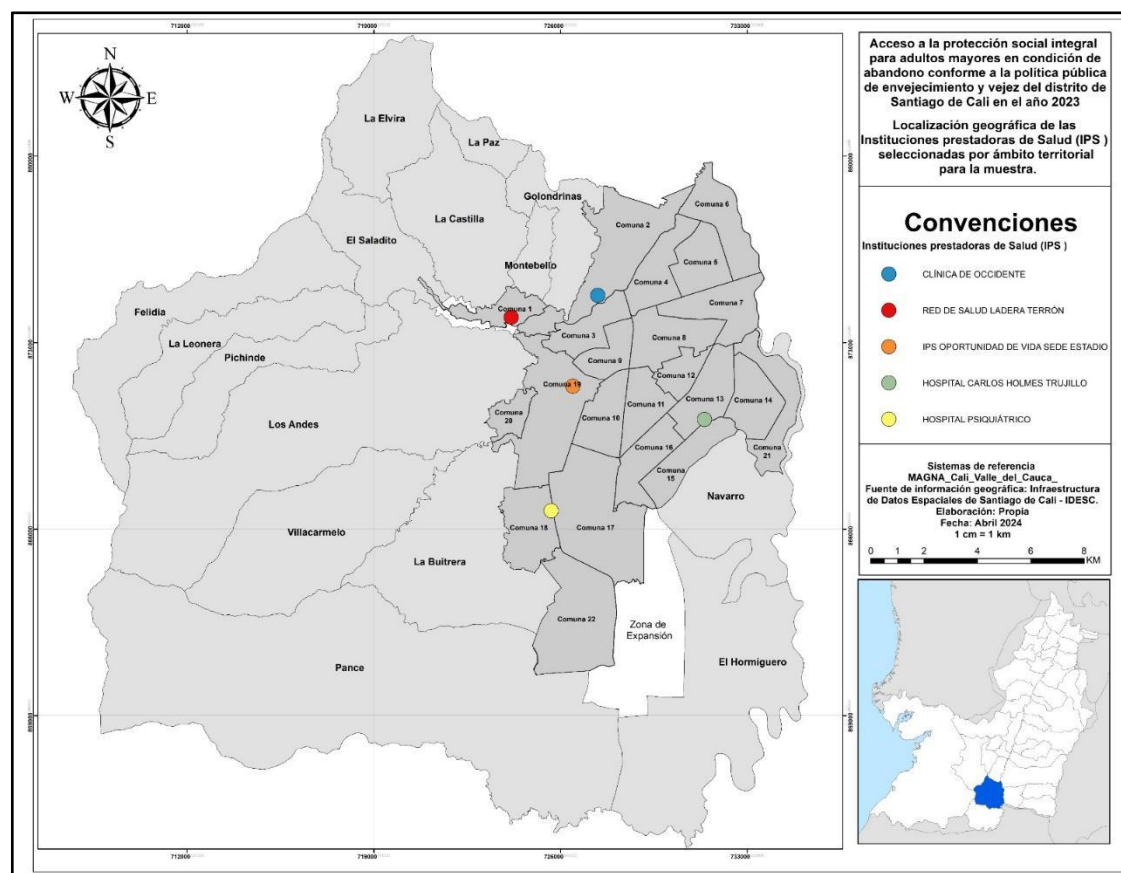 712000
719000
726000
733000
Acceso a la protección social integral
para adultos mayores en condición de
abandono conforme a la política pública
de envejecimiento y vejez del distrito de
Santiago de Cali en el año 2023
Localización geográfica de las
Instituciones prestadoras de Salud (IPS )
seleccionadas por ámbito territorial
para la muestra.
Convenciones
Instituciones prestadoras de Salud (IPS )
CLÍNICA DE OCCIDENTE
RED DE SALUD LADERA TERRÓN
IPS OPORTUNIDAD DE VIDA SEDE ESTADIO
HOSPITAL CARLOS HOLMES TRUJILLO
HOSPITAL PSIQUIÁTRICO
Sistemas de referencia
MAGNA_Cali_Valle_del_Cauca_
Fuente de información geográfica: Infraestructura
de Datos Espaciales de Santiago de Cali - IDESC.
Elaboración: Propia
Fecha: Abril 2024
1 cm = 1 km
0 1 2 4 6 8
KM
N
W E
S
La Elvira
La Paz
Golondrinas
La Castilla
El Saladito
Montebello
Felidia
La Leonera
Pichinde
Los Andes
Villacarmelo
La Buitrera
Pance
Navarro
El Hormiguero
Zona de
Expansión
Comuna 6
Comuna 2
Comuna 5
Comuna 4
Comuna 7
Comuna 1
Comuna 3
Comuna 8
Comuna 9
Comuna 12
Comuna 19
Comuna 13
Comuna 14
Comuna 11
Comuna
20
Comuna 10
Comuna 16
Comuna
21
Comuna
15
Comuna 18
Comuna 17
Comuna 22
873000
873000
866000
866000
712000
719000
726000
733000